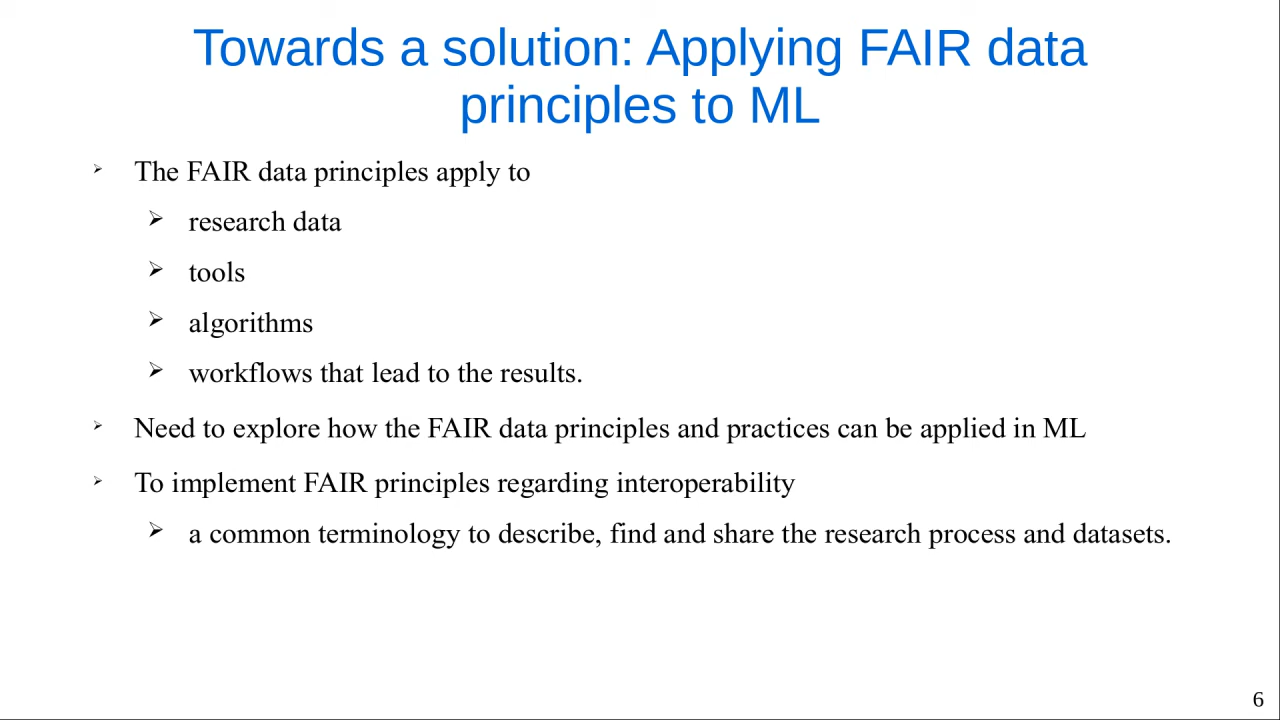 Towards a solution: Applying FAIR data
principles to ML
The FAIR data principles apply to
research data
tools
algorithms
workflows that lead to the results.
Need to explore how the FAIR data principles and practices can be applied in ML
To implement FAIR principles regarding interoperability
a common terminology to describe, find and share the research process and datasets.
6